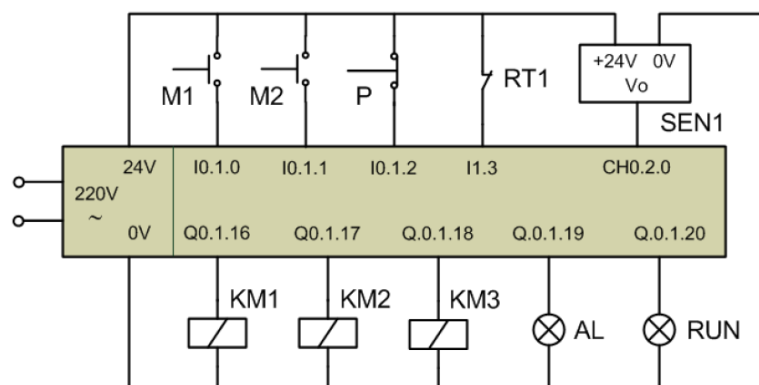 +24V 0V
Vo
M1 M2 P RT1
SEN1
24V I0.1.0 I0.1.1 I0.1.2 I1.3 CH0.2.0
220V
~
0V Q0.1.16 Q0.1.17 Q.0.1.18 Q.0.1.19 Q.0.1.20
KM1 KM2 KM3 AL RUN